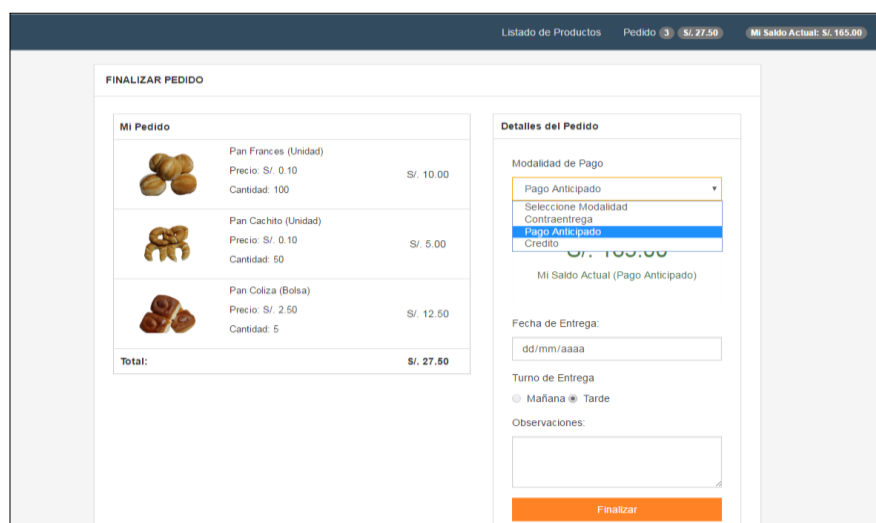 Listado de Productos Pedido 3 S/. 27.50 Mi Saldo Actual: S/. 165.00
FINALIZAR PEDIDO
Mi Pedido
Pan Frances (Unidad)
Precio: S/. 0.10
Cantidad: 100
S/. 10.00
Pan Cachito (Unidad)
Precio: S/. 0.10
Cantidad: 50
S/. 5.00
Pan Coliza (Bolsa)
Precio: S/. 2.50
Cantidad: 5
S/. 12.50
Total: S/. 27.50
Detalles del Pedido
Modalidad de Pago
Pago Anticipado
Seleccione Modalidad
Contraentrega
Pago Anticipado
Credito
S/. 165.00
Mi Saldo Actual (Pago Anticipado)
Fecha de Entrega:
dd/mm/aaaa
Turno de Entrega
Mañana Tarde
Observaciones:
Finalizar